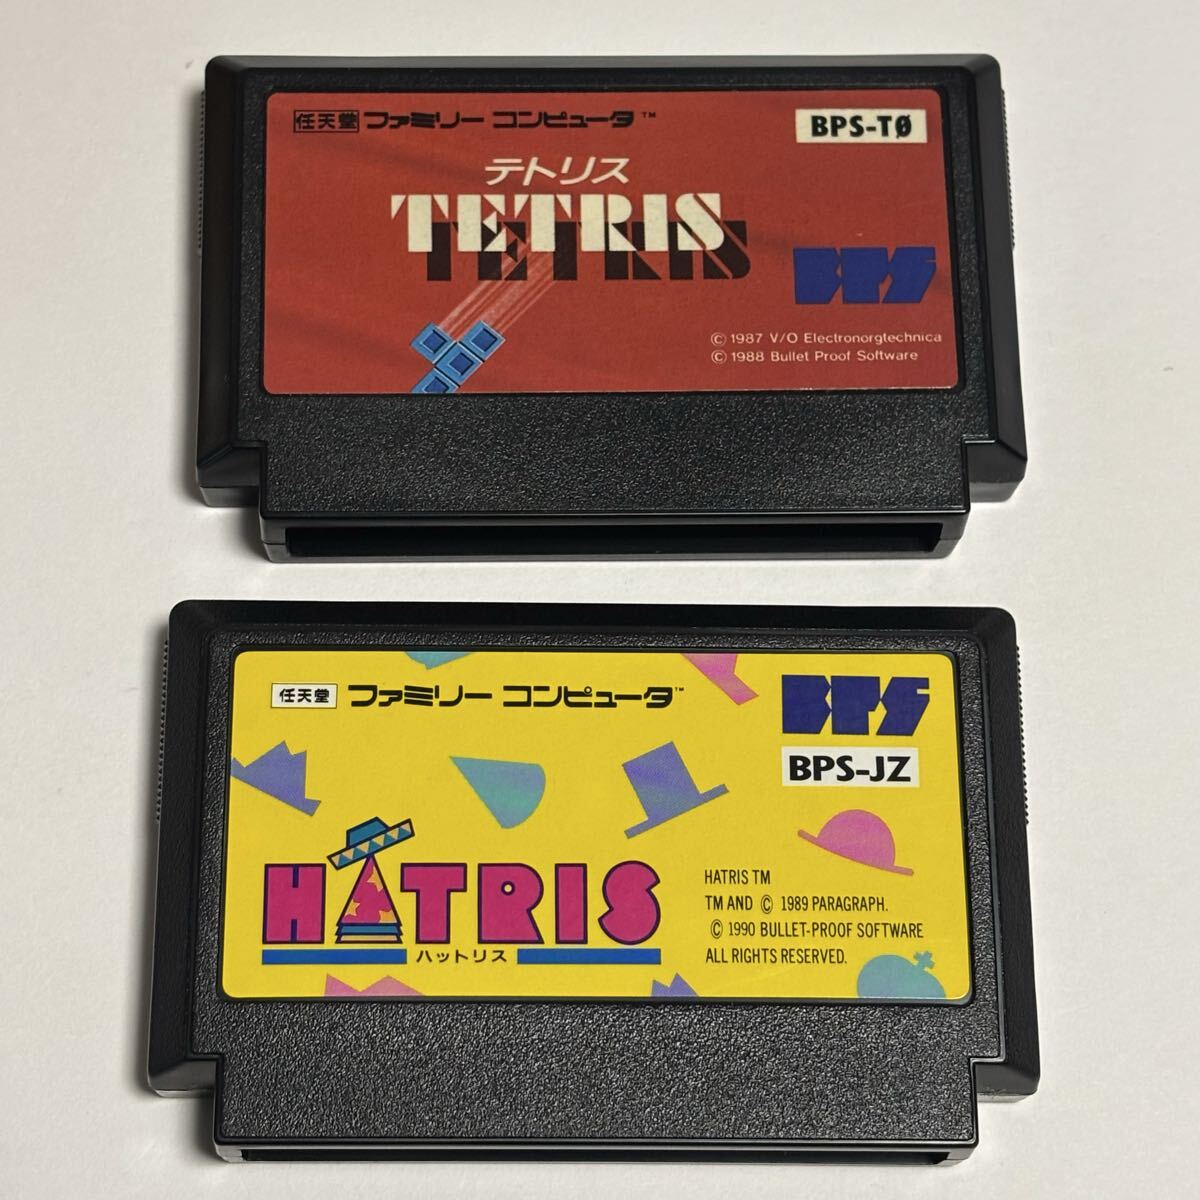 任天堂 ファミリー コンピュータ™
BPS-TØ
テトリス
TETRIS
BPS
© 1987 V/O Electronorgtechnica
© 1988 Bullet Proof Software
任天堂 ファミリー コンピュータ™
BPS
BPS-JZ
HATRIS
ハットリス
HATRIS TM
TM AND © 1989 PARAGRAPH.
© 1990 BULLET-PROOF SOFTWARE
ALL RIGHTS RESERVED.